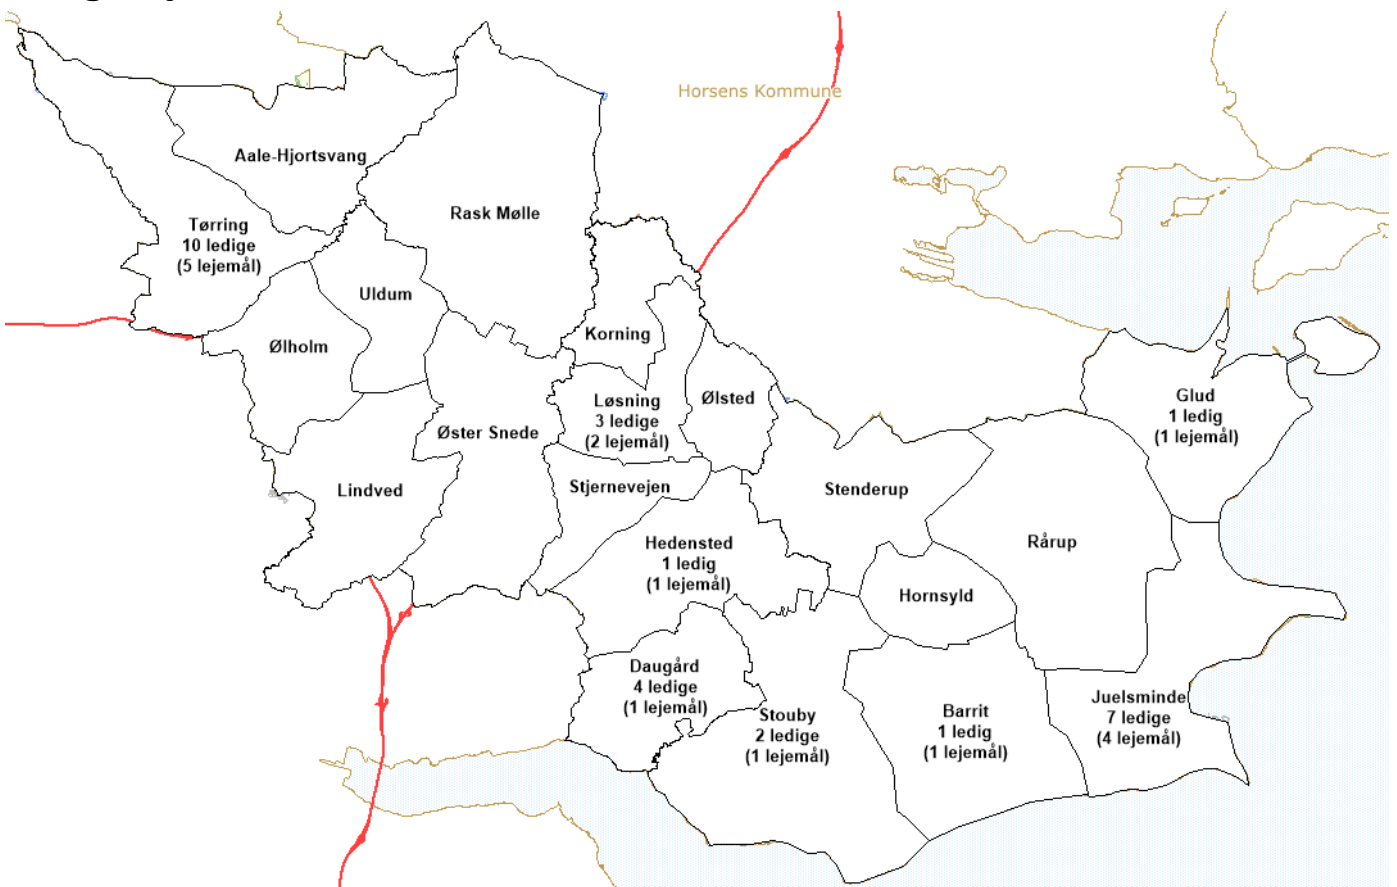 Horsens Kommune
Aale-Hjortsvang
Rask Mølle
Tørring
10 ledige
(5 lejemål)
Uldum
Ølholm
Korning
Løsning
3 ledige
(2 lejemål)
Ølsted
Glud
1 ledig
(1 lejemål)
Øster Snede
Lindved
Stjernevejen
Stenderup
Hedensted
1 ledig
(1 lejemål)
Rårup
Hornsyld
Daugård
4 ledige
(1 lejemål)
Stouby
2 ledige
(1 lejemål)
Barrit
1 ledig
(1 lejemål)
Juelsminde
7 ledige
(4 lejemål)